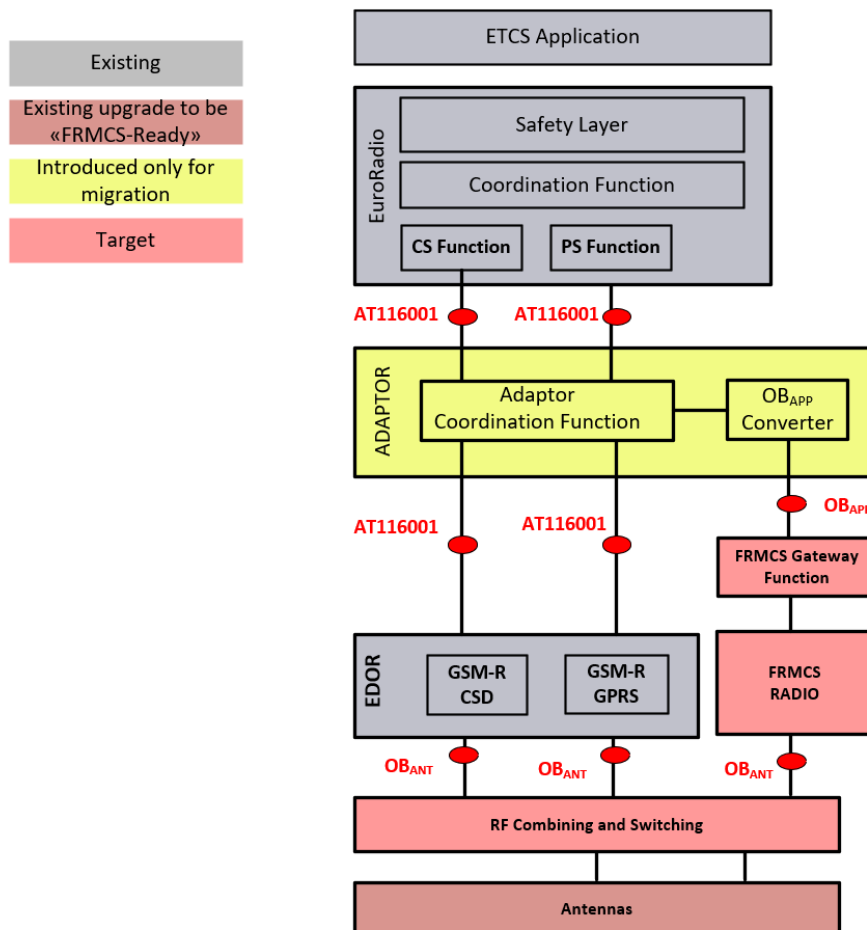 ETCS Application
Existing
Existing upgrade to be
«FRMCS-Ready»
Introduced only for
migration
Target
EuroRadio
Safety Layer
Coordination Function
CS Function
PS Function
AT116001
AT116001
ADAPTOR
Adaptor
Coordination Function
OBAPP
Converter
AT116001
AT116001
OBAPP
FRMCS Gateway
Function
EDOR
GSM-R
CSD
GSM-R
GPRS
FRMCS
RADIO
OBANT
OBANT
OBANT
RF Combining and Switching
Antennas